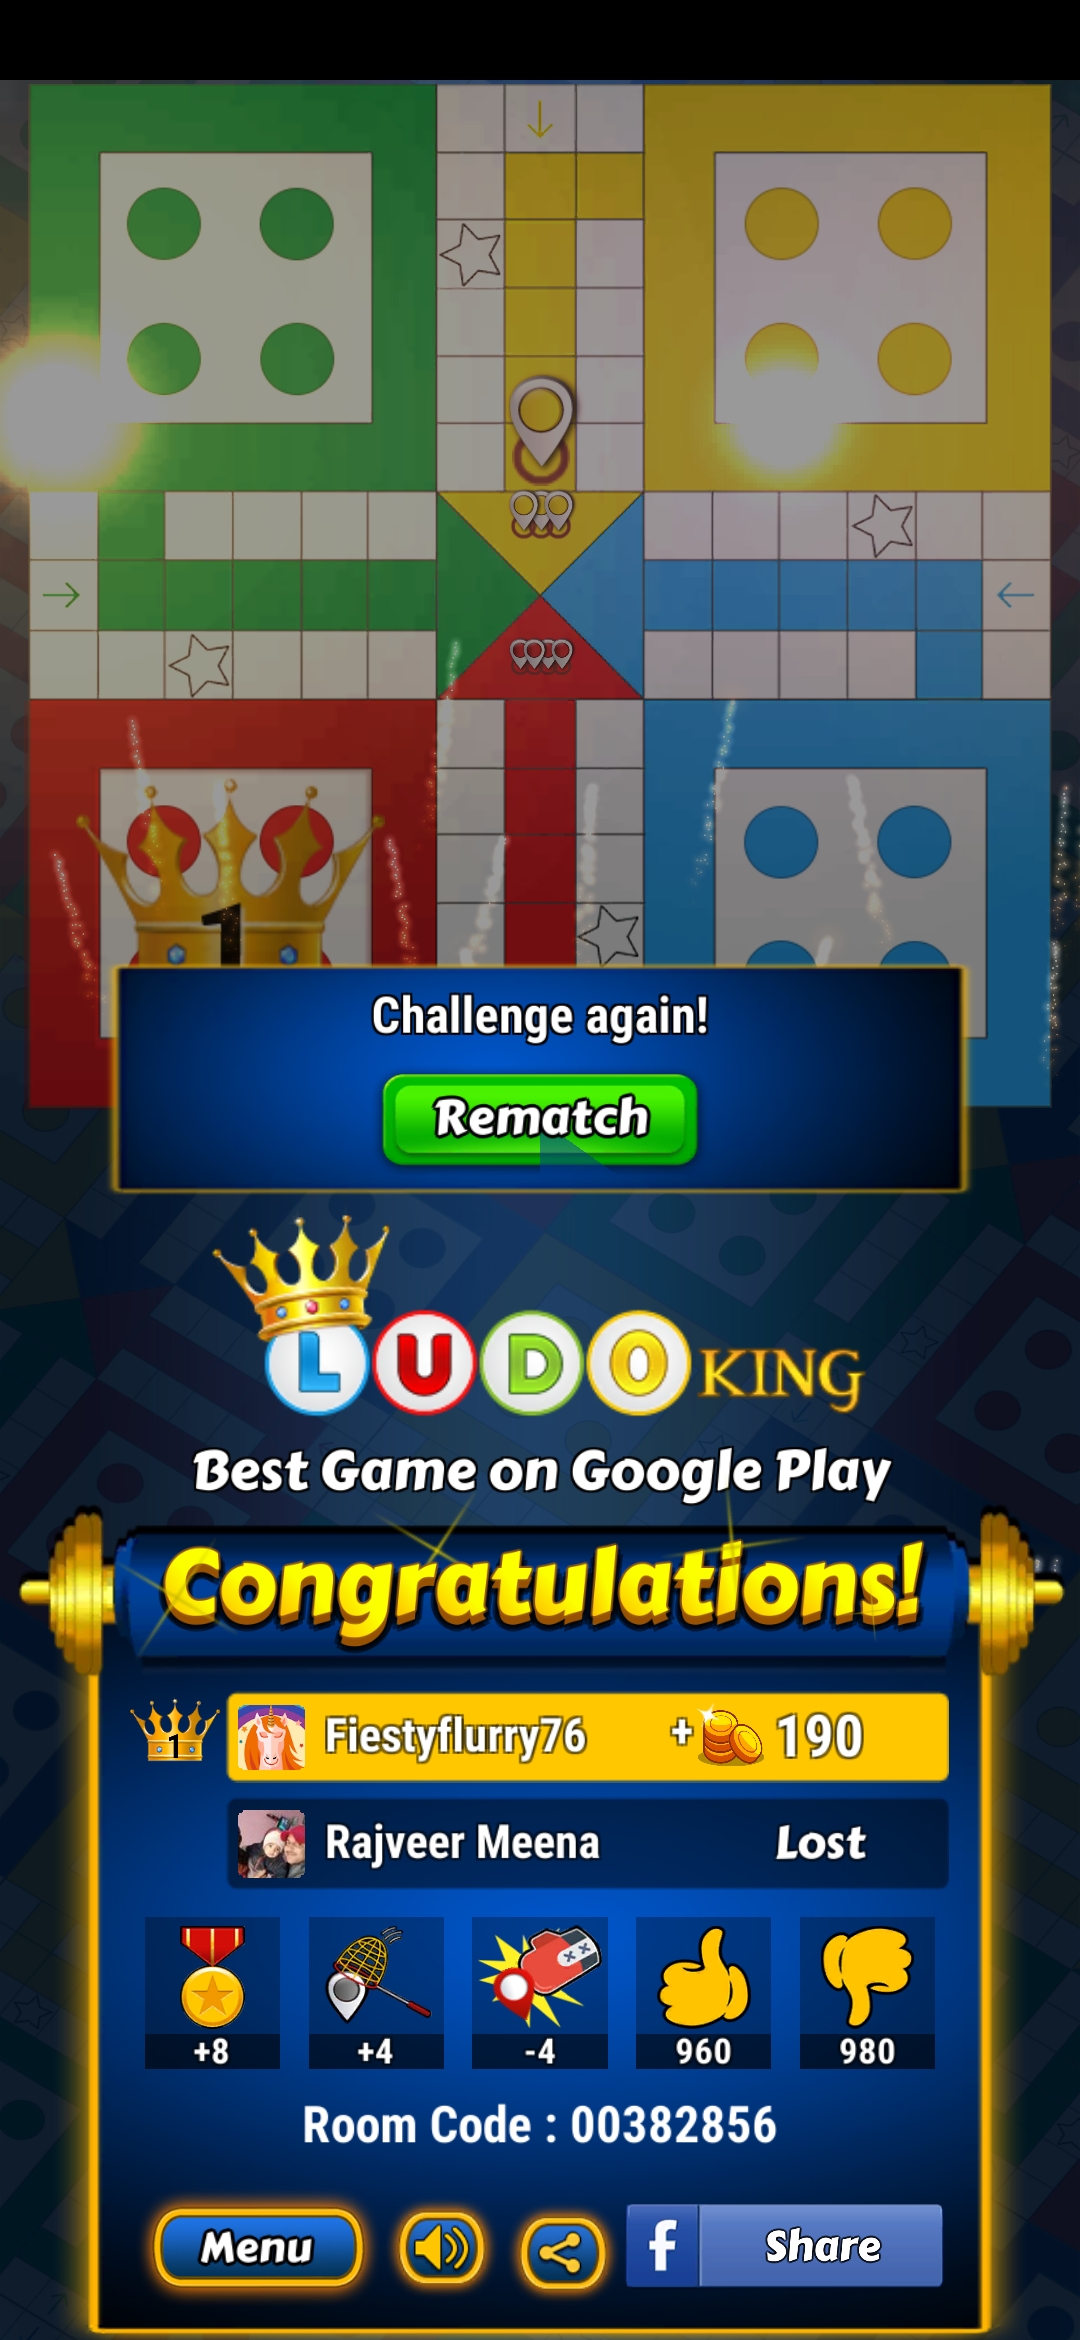 1
Challenge again!
Rematch
LUDO KING
Best Game on Google Play
Congratulations!
1 Fiestyflurry76 + 190
Rajveer Meena Lost
+8 +4 -4 960 980
Room Code : 00382856
Menu f Share